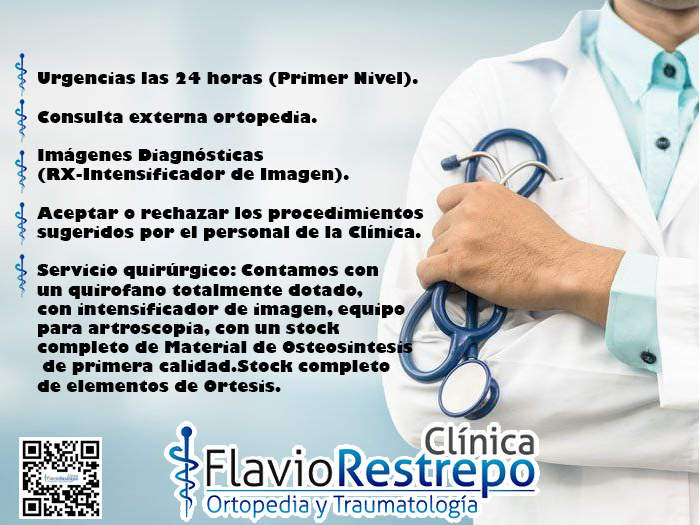 Urgencias las 24 horas (Primer Nivel).
Consulta externa ortopedia.
Imágenes Diagnósticas
(RX-Intensificador de Imagen).
Aceptar o rechazar los procedimientos
sugeridos por el personal de la Clínica.
Servicio quirúrgico: Contamos con
un quirofano totalmente dotado,
con intensificador de imagen, equipo
para artroscopia, con un stock
completo de Material de Osteosintesis
de primera calidad.Stock completo
de elementos de Ortesis.
Clínica
FlavioRestrepo
Ortopedia y Traumatología
FlavioRestrepo